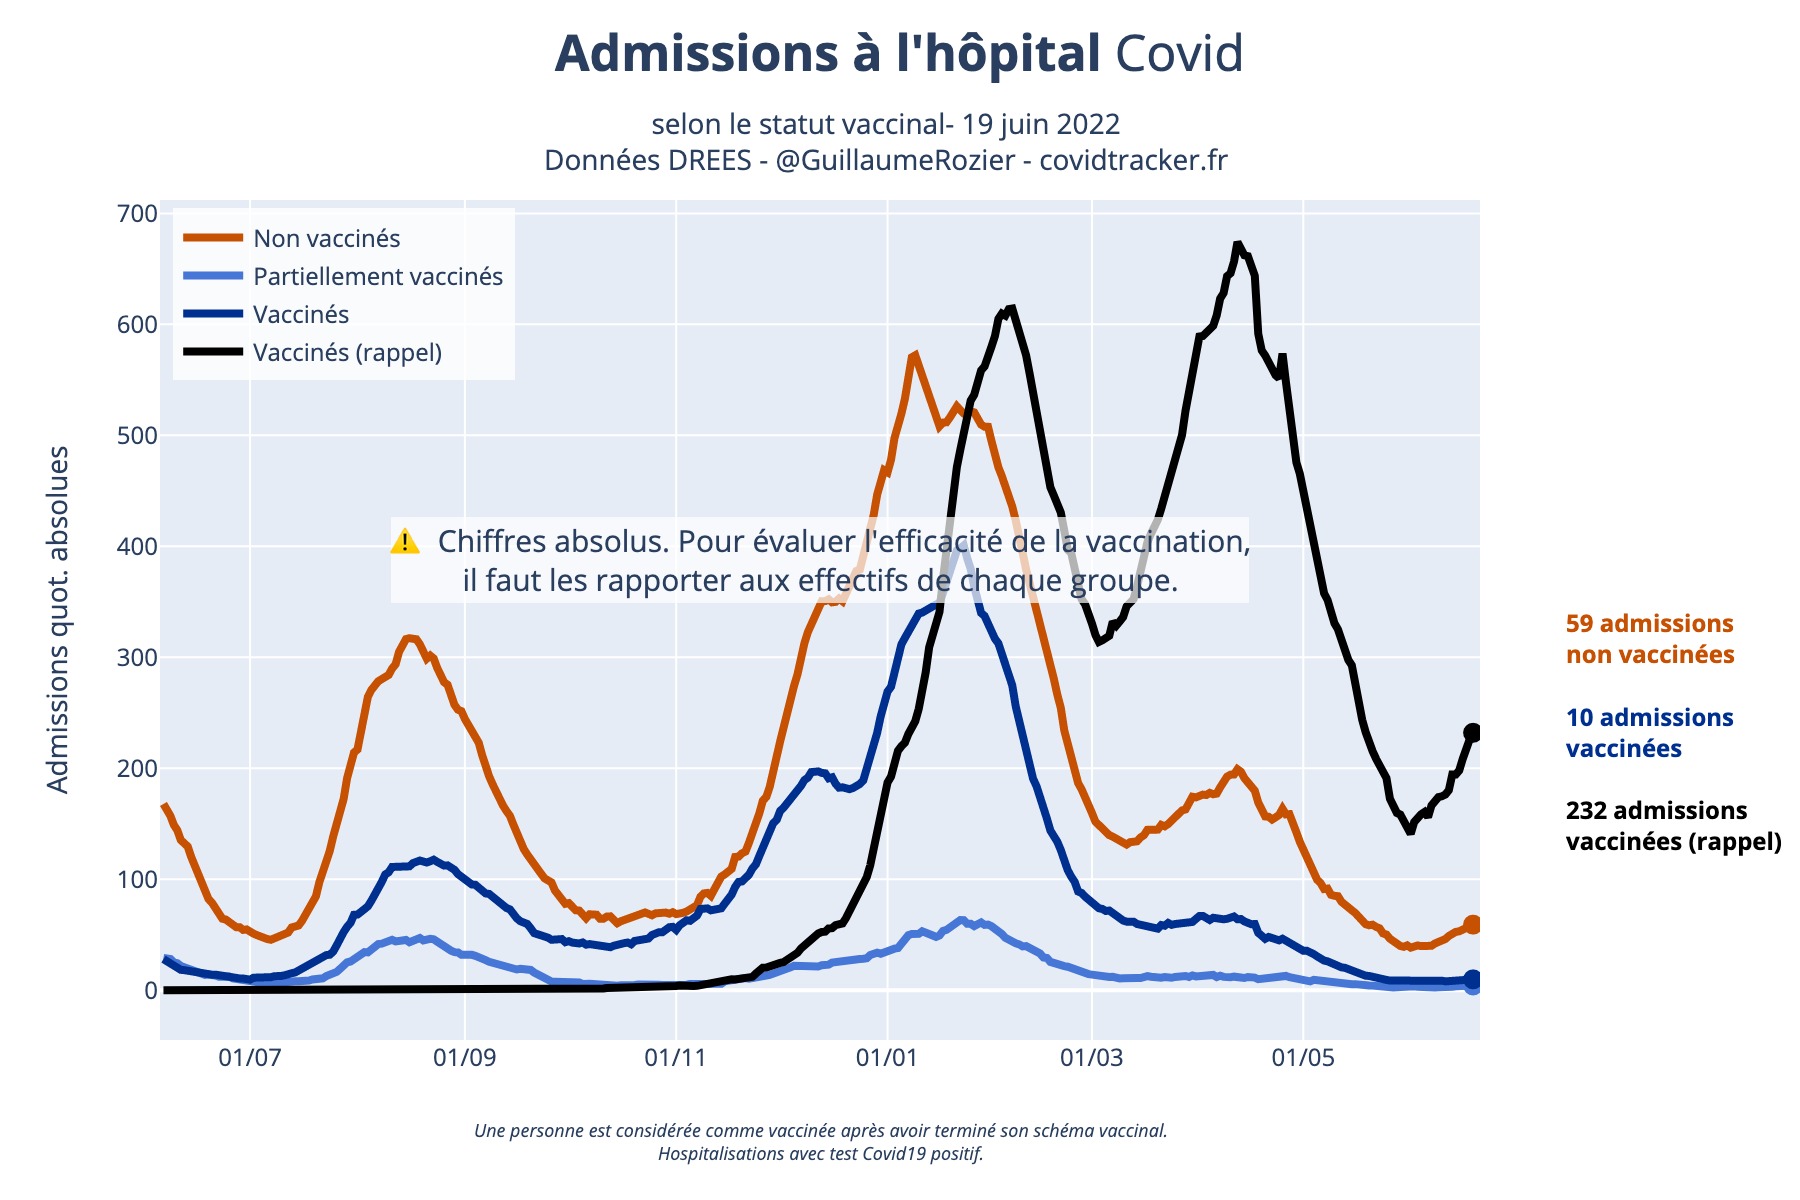 Admissions à l'hôpital Covid
selon le statut vaccinal- 19 juin 2022
Données DREES - @GuillaumeRozier - covidtracker.fr
Admissions quot. absolues
700
600
500
400
300
200
100
0
Non vaccinés
Partiellement vaccinés
Vaccinés
Vaccinés (rappel)
⚠️ Chiffres absolus. Pour évaluer l'efficacité de la vaccination,
il faut les rapporter aux effectifs de chaque groupe.
59 admissions
non vaccinées
10 admissions
vaccinées
232 admissions
vaccinées (rappel)
01/07 01/09 01/11 01/01 01/03 01/05
Une personne est considérée comme vaccinée après avoir terminé son schéma vaccinal.
Hospitalisations avec test Covid19 positif.